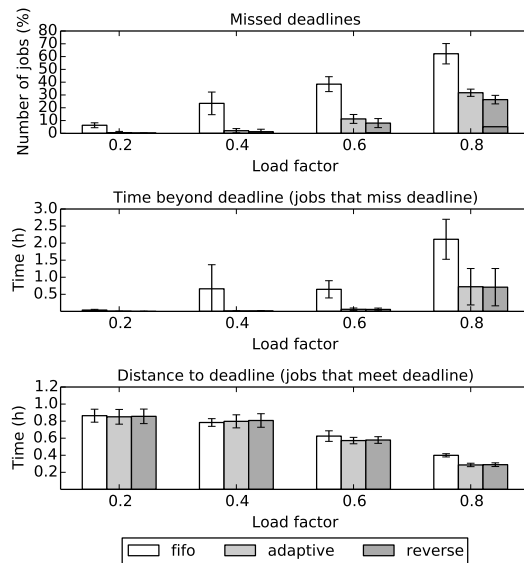 Missed deadlines
Number of jobs (%)
80
70
60
50
40
30
20
10
0
0.2 0.4 0.6 0.8
Load factor
Time beyond deadline (jobs that miss deadline)
Time (h)
3.0
2.5
2.0
1.5
1.0
0.5
0.2 0.4 0.6 0.8
Load factor
Distance to deadline (jobs that meet deadline)
Time (h)
1.2
1.0
0.8
0.6
0.4
0.2
0.2 0.4 0.6 0.8
Load factor
fifo adaptive reverse